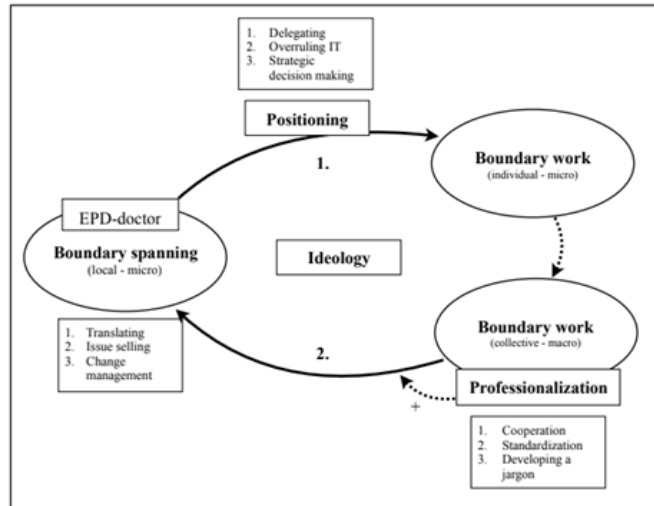 1. Delegating
2. Overruling IT
3. Strategic
decision making
Positioning
1.
Boundary work
(individual - micro)
EPD-doctor
Boundary spanning
(local - micro)
Ideology
1. Translating
2. Issue selling
3. Change
management
2.
Boundary work
(collective - macro)
Professionalization
+
1. Cooperation
2. Standardization
3. Developing a
jargon